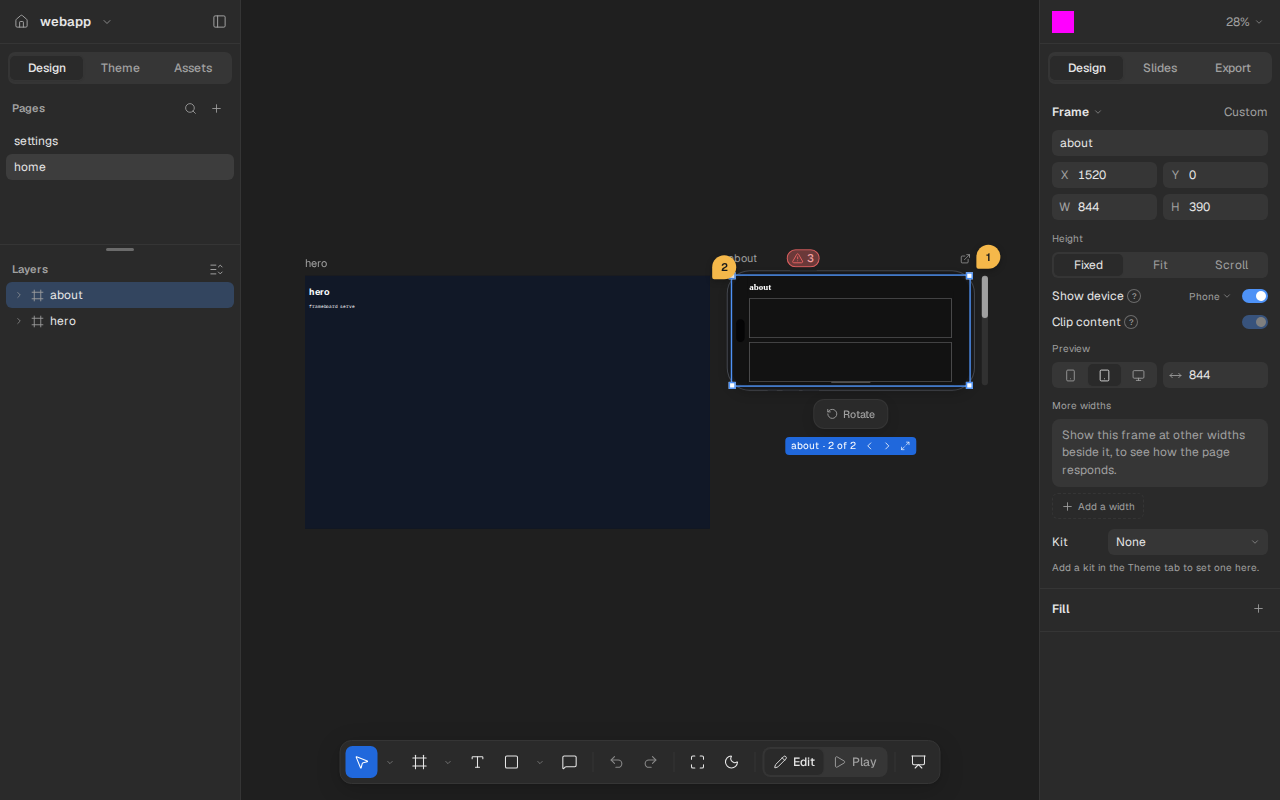 webapp
Design
Theme
Assets
Pages
settings
home
Layers
about
hero
hero
hero
about
3
1
2
about
Rotate
about · 2 of 2
Edit
Play
28%
Design
Slides
Export
Frame
Custom
about
X 1520
Y 0
W 844
H 390
Height
Fixed
Fit
Scroll
Show device ?
Phone
Clip content ?
Preview
844
More widths
Show this frame at other widths
beside it, to see how the page
responds.
Add a width
Kit
None
Add a kit in the Theme tab to set one here.
Fill